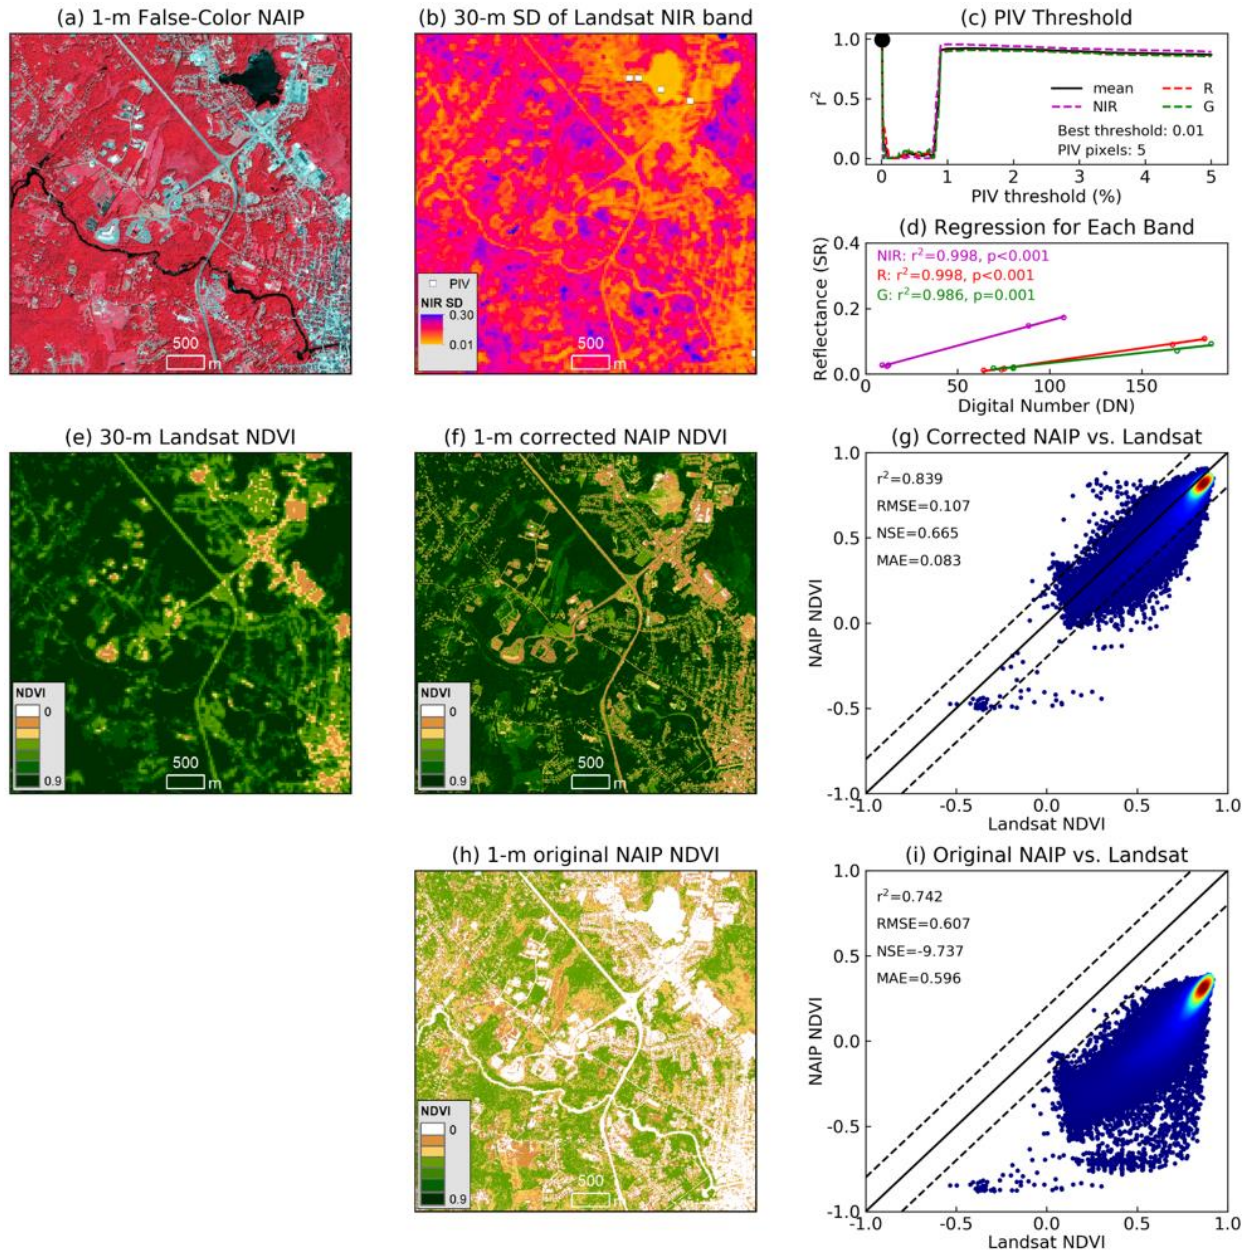 (a) 1-m False-Color NAIP
500
m
(b) 30-m SD of Landsat NIR band
PIV
NIR SD
0.30
0.01
500
m
(c) PIV Threshold
r²
1.0
0.5
0.0
mean
NIR
R
G
Best threshold: 0.01
PIV pixels: 5
0 1 2 3 4 5
PIV threshold (%)
(d) Regression for Each Band
Reflectance (SR)
0.4
0.2
0.0
NIR: r²=0.998, p<0.001
R: r²=0.998, p<0.001
G: r²=0.986, p=0.001
0 50 100 150
Digital Number (DN)
(e) 30-m Landsat NDVI
NDVI
0
0.9
500
m
(f) 1-m corrected NAIP NDVI
NDVI
0
0.9
500
m
(g) Corrected NAIP vs. Landsat
NAIP NDVI
1.0
0.5
0.0
-0.5
-1.0
r²=0.839
RMSE=0.107
NSE=0.665
MAE=0.083
-1.0 -0.5 0.0 0.5 1.0
Landsat NDVI
(h) 1-m original NAIP NDVI
NDVI
0
0.9
500
m
(i) Original NAIP vs. Landsat
NAIP NDVI
1.0
0.5
0.0
-0.5
-1.0
r²=0.742
RMSE=0.607
NSE=-9.737
MAE=0.596
-1.0 -0.5 0.0 0.5 1.0
Landsat NDVI